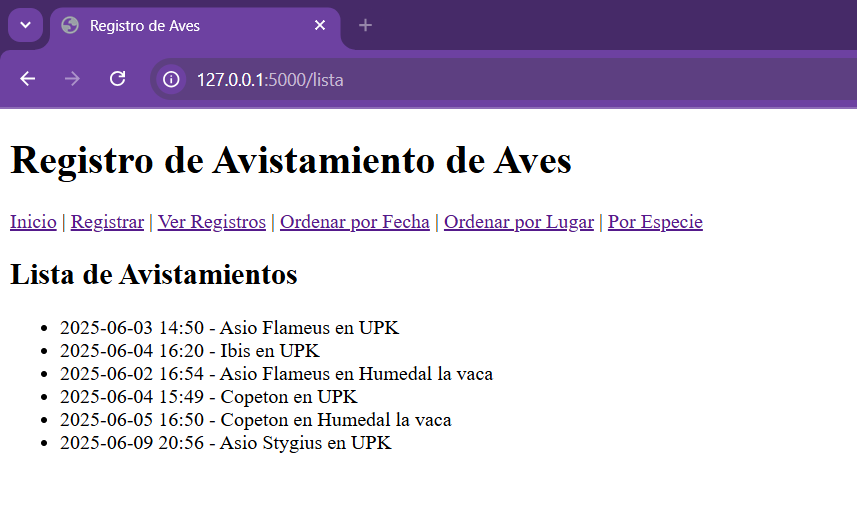 Registro de Aves
127.0.0.1:5000/lista
Registro de Avistamiento de Aves
Inicio | Registrar | Ver Registros | Ordenar por Fecha | Ordenar por Lugar | Por Especie
Lista de Avistamientos
• 2025-06-03 14:50 - Asio Flameus en UPK
• 2025-06-04 16:20 - Ibis en UPK
• 2025-06-02 16:54 - Asio Flameus en Humedal la vaca
• 2025-06-04 15:49 - Copeton en UPK
• 2025-06-05 16:50 - Copeton en Humedal la vaca
• 2025-06-09 20:56 - Asio Stygius en UPK